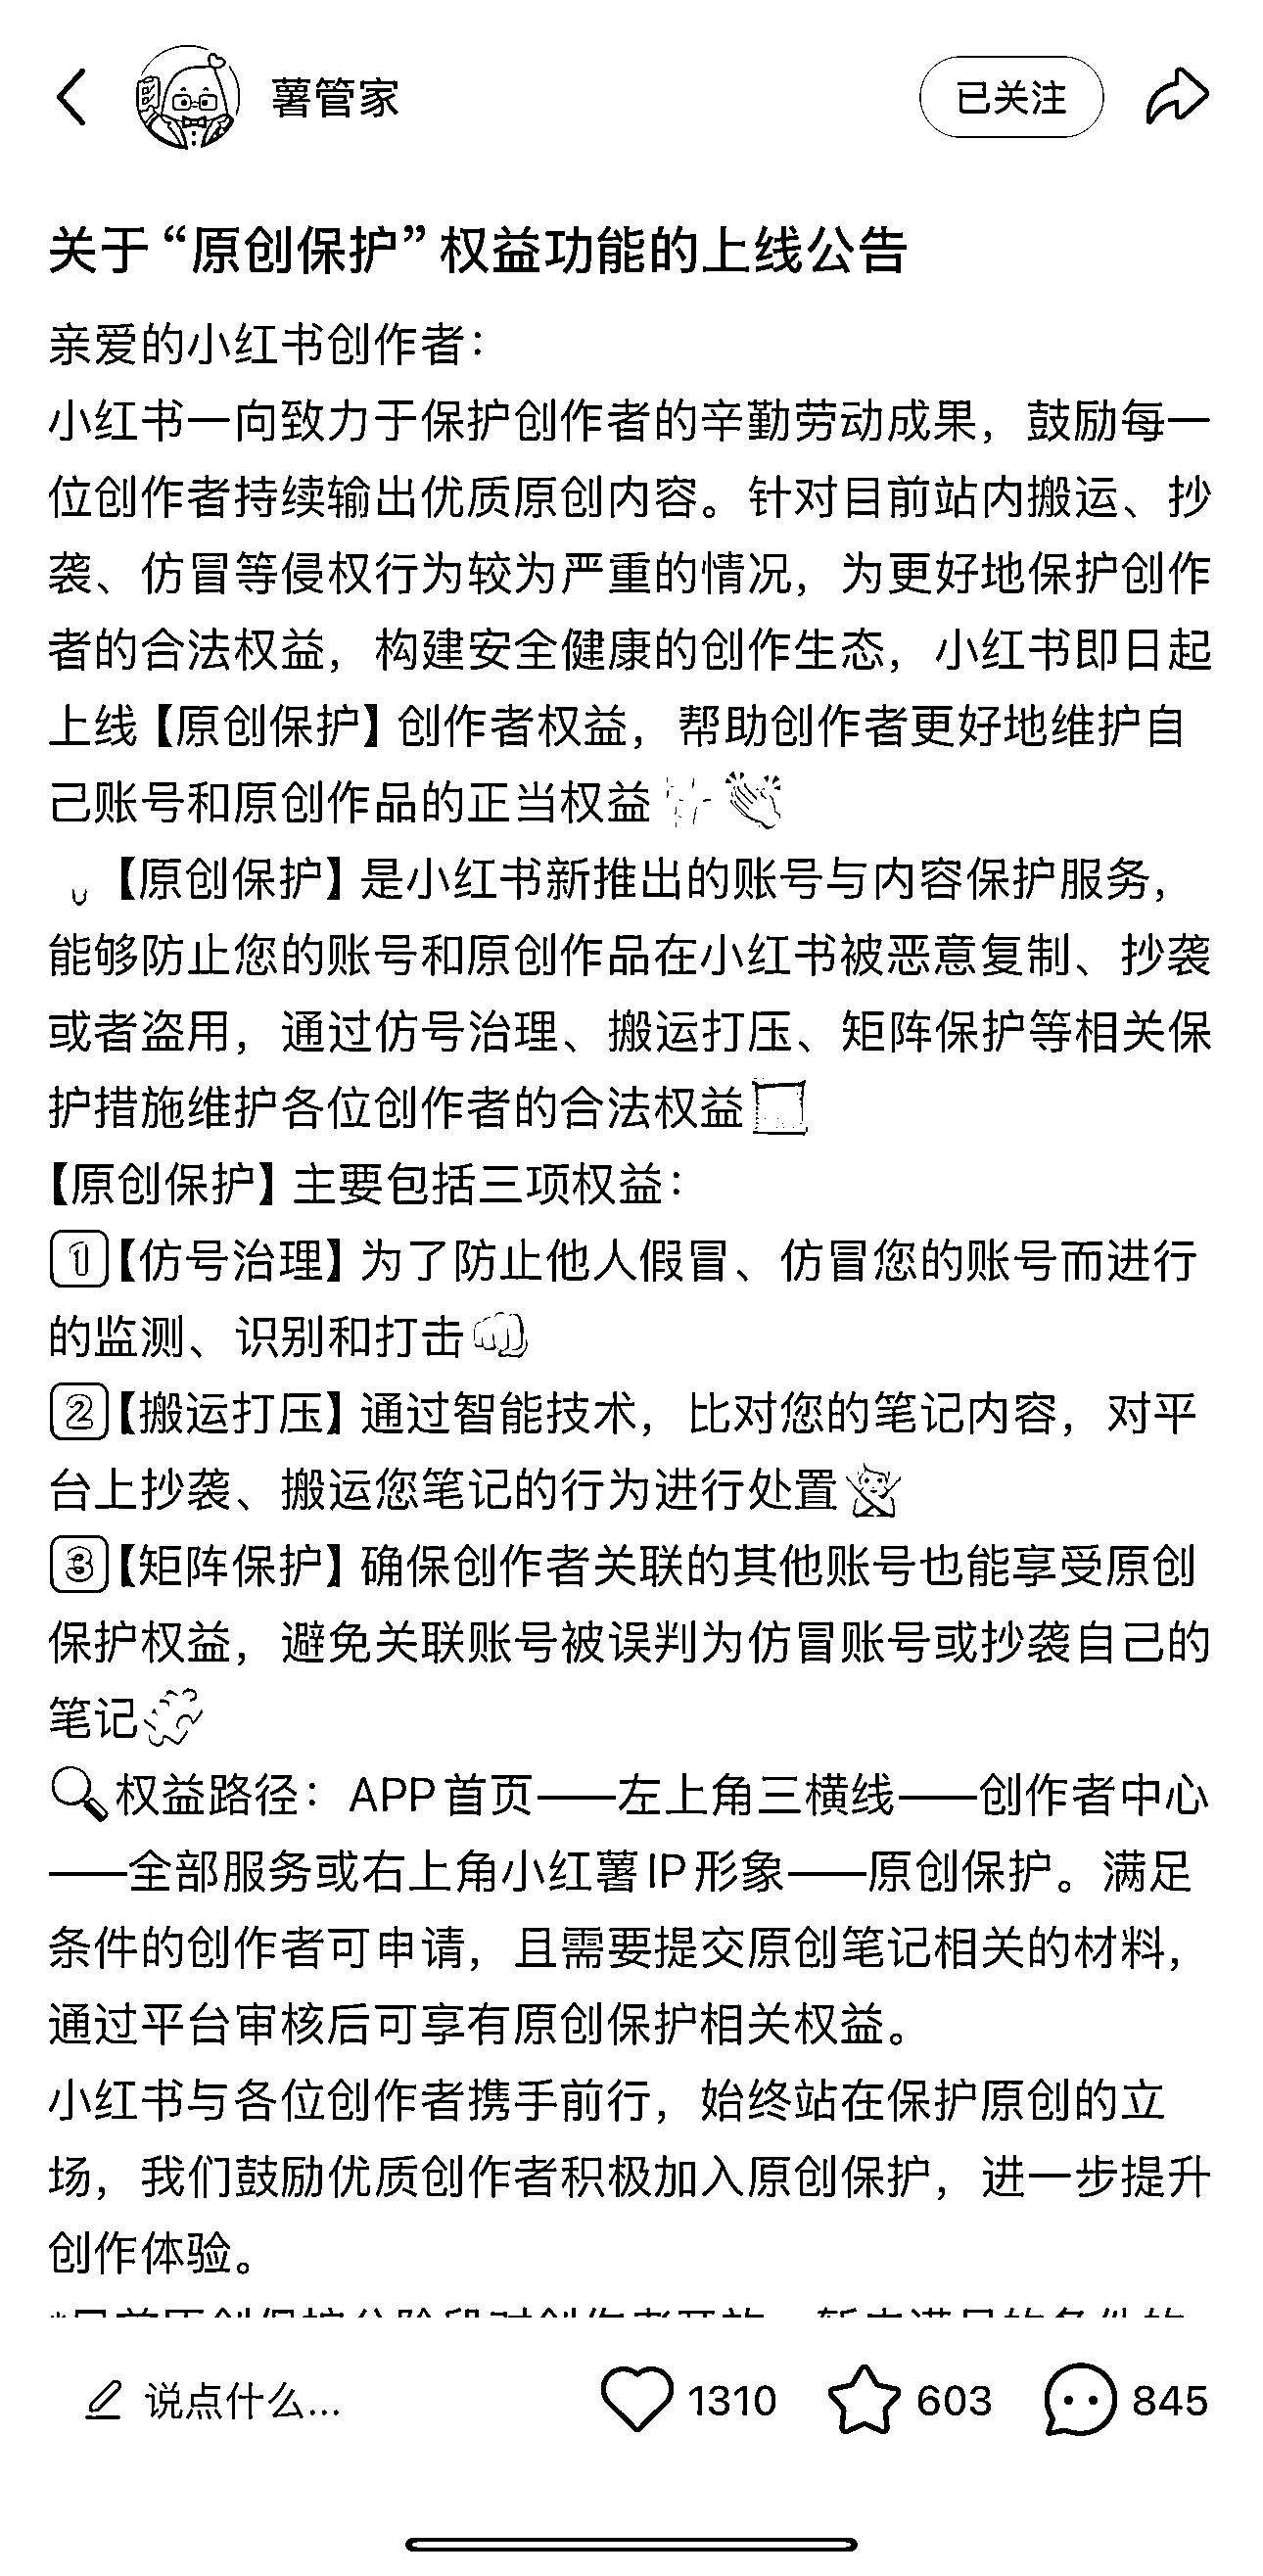 薯管家
已关注
关于“原创保护”权益功能的上线公告
亲爱的小红书创作者：
小红书一向致力于保护创作者的辛勤劳动成果，鼓励每一
位创作者持续输出优质原创内容。针对目前站内搬运、抄
袭、仿冒等侵权行为较为严重的情况，为更好地保护创作
者的合法权益，构建安全健康的创作生态，小红书即日起
上线【原创保护】创作者权益，帮助创作者更好地维护自
己账号和原创作品的正当权益👏
【原创保护】是小红书新推出的账号与内容保护服务，
能够防止您的账号和原创作品在小红书被恶意复制、抄袭
或者盗用，通过仿号治理、搬运打压、矩阵保护等相关保
护措施维护各位创作者的合法权益
【原创保护】主要包括三项权益：
1️⃣【仿号治理】为了防止他人假冒、仿冒您的账号而进行
的监测、识别和打击👊
2️⃣【搬运打压】通过智能技术，比对您的笔记内容，对平
台上抄袭、搬运您笔记的行为进行处置
3️⃣【矩阵保护】确保创作者关联的其他账号也能享受原创
保护权益，避免关联账号被误判为仿冒账号或抄袭自己的
笔记
🔍权益路径：APP首页——左上角三横线——创作者中心
——全部服务或右上角小红薯IP形象——原创保护。满足
条件的创作者可申请，且需要提交原创笔记相关的材料，
通过平台审核后可享有原创保护相关权益。
小红书与各位创作者携手前行，始终站在保护原创的立
场，我们鼓励优质创作者积极加入原创保护，进一步提升
创作体验。
说点什么...
1310
603
845